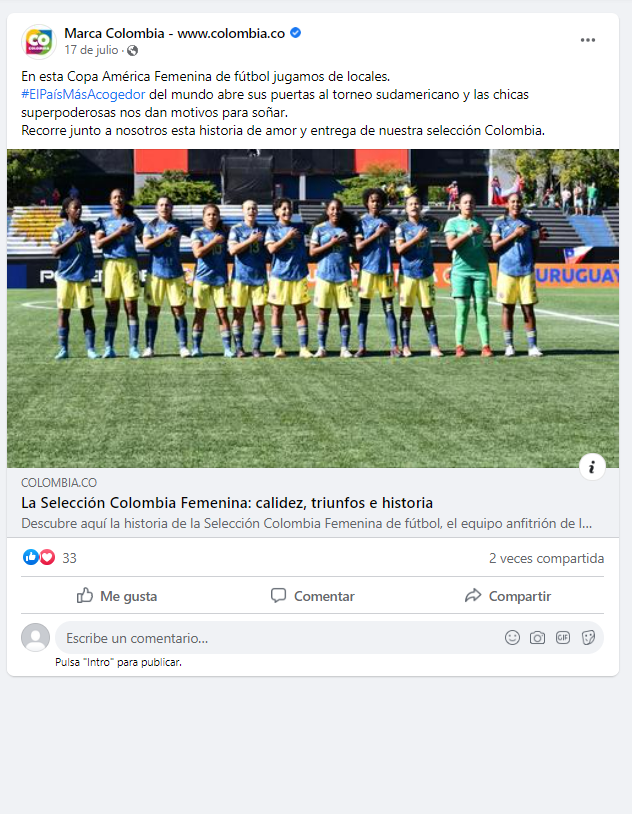 Marca Colombia - www.colombia.co
17 de julio ·
En esta Copa América Femenina de fútbol jugamos de locales.
#ElPaísMásAcogedor del mundo abre sus puertas al torneo sudamericano y las chicas
superpoderosas nos dan motivos para soñar.
Recorre junto a nosotros esta historia de amor y entrega de nuestra selección Colombia.
URUGUAY
COLOMBIA.CO
La Selección Colombia Femenina: calidez, triunfos e historia
Descubre aquí la historia de la Selección Colombia Femenina de fútbol, el equipo anfitrión de l...
33
2 veces compartida
Me gusta
Comentar
Compartir
Escribe un comentario...
GIF
Pulsa "Intro" para publicar.